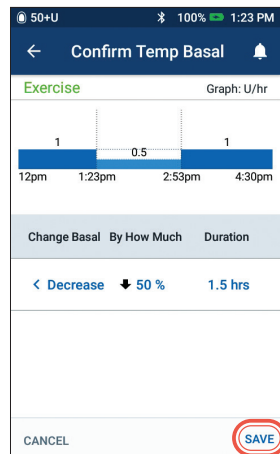 50+U 100% 1:23 PM
Confirm Temp Basal
Exercise Graph: U/hr
1 0.5 1
12pm 1:23pm 2:53pm 4:30pm
Change Basal By How Much Duration
Decrease 50 % 1.5 hrs
CANCEL SAVE